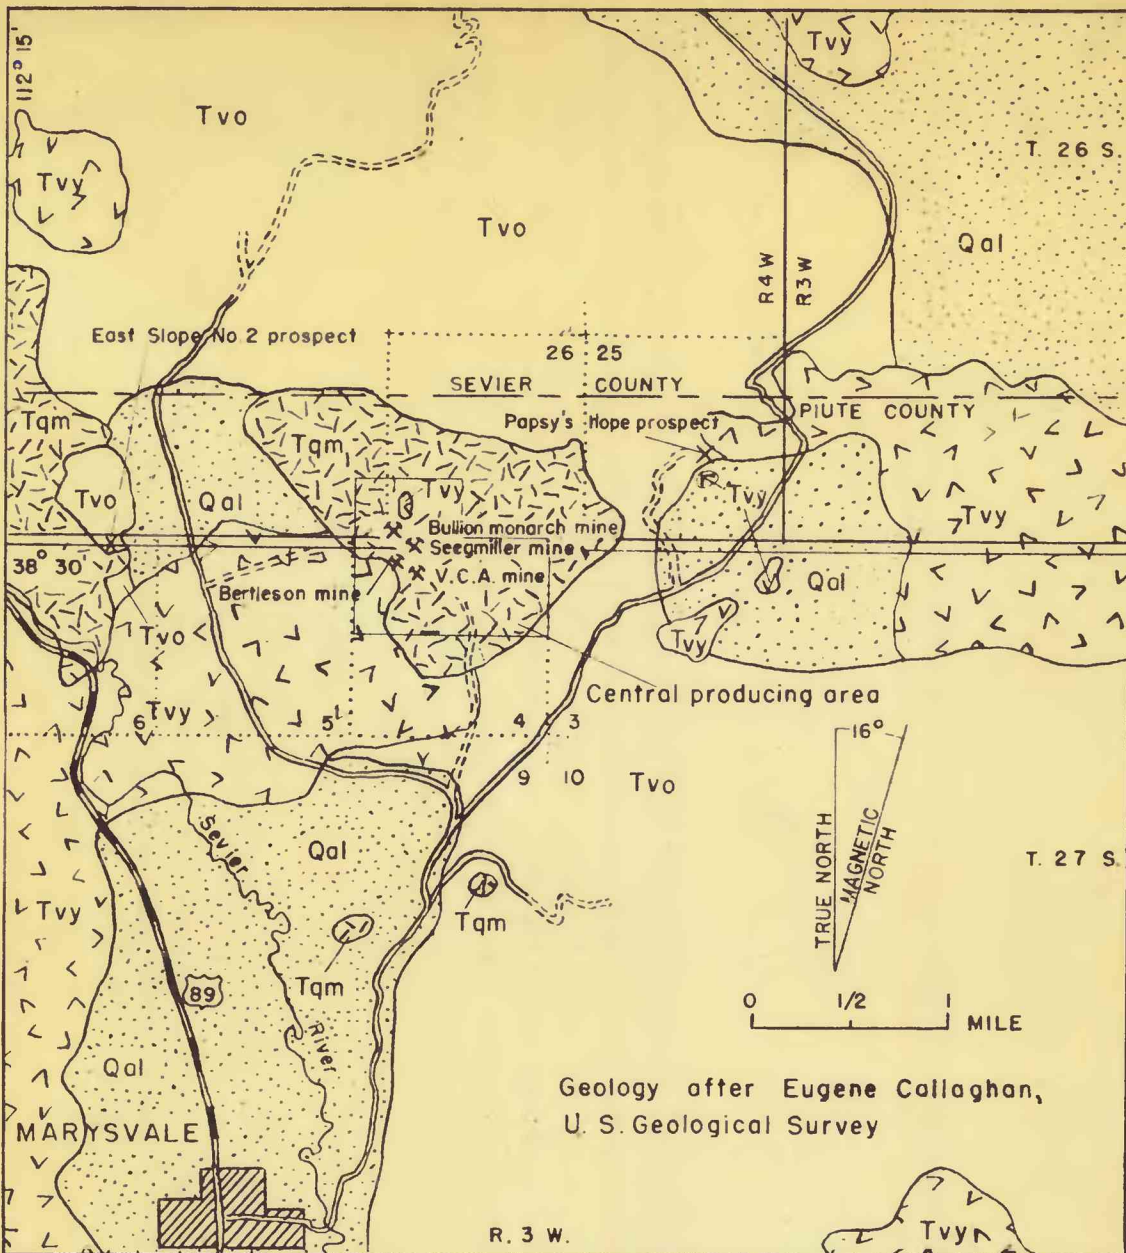 112° 15'
Tvy
Tvo
T. 26 S.
Tvy
Tvo
Qal
R4W
R3W
East Slope No. 2 prospect
26 25
SEVIER COUNTY
PIUTE COUNTY
Tqm
Tqm
Papsy's Hope prospect
Tvo
Qal
Tvy
Tvy
Tvy
Bullion monarch mine
Seegmiller mine
38° 30'
V.C.A. mine
Bertleson mine
Qal
Tvo
Tvy
Central producing area
6
Tvy
5
4 3
16°
9 10
Tvo
Sevier
River
Qal
TRUE NORTH
MAGNETIC NORTH
T. 27 S.
Tvy
Tqm
Tqm
89
0 1/2 1
MILE
Qal
Geology after Eugene Callaghan,
U. S. Geological Survey
MARYSVALE
R. 3 W.
Tvy